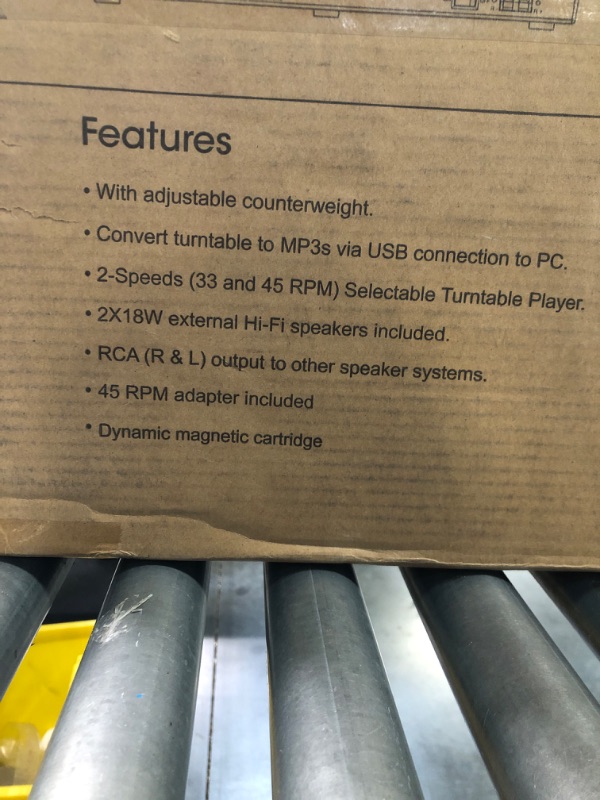 Features
• With adjustable counterweight.
• Convert turntable to MP3s via USB connection to PC.
• 2-Speeds (33 and 45 RPM) Selectable Turntable Player.
• 2X18W external Hi-Fi speakers included.
• RCA (R & L) output to other speaker systems.
• 45 RPM adapter included
• Dynamic magnetic cartridge